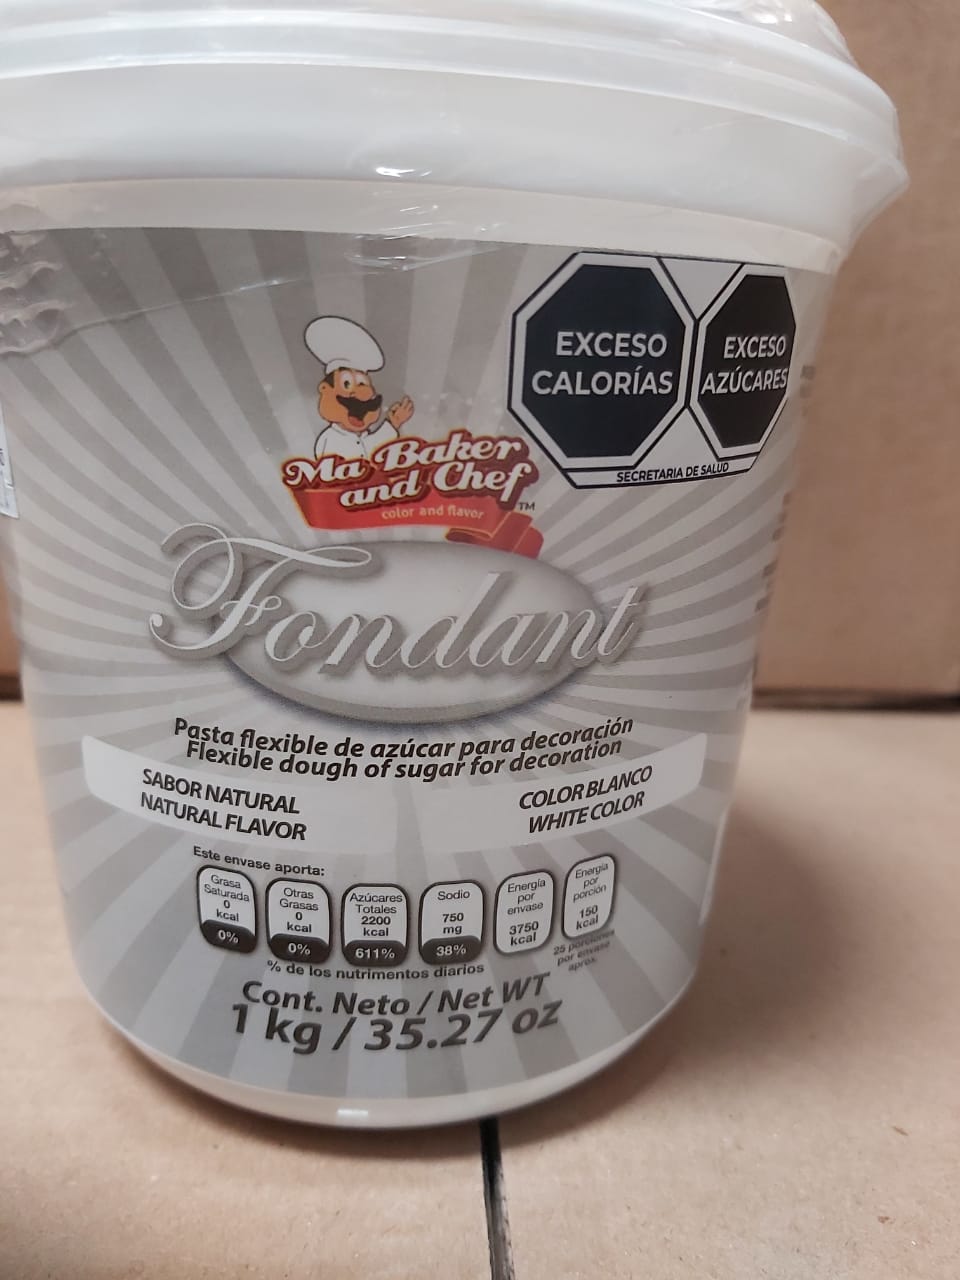 EXCESO
CALORÍAS
EXCESO
AZÚCARES
SECRETARIA DE SALUD
Ma Baker
and Chef
TM
color and flavor
Fondant
Pasta flexible de azúcar para decoración
Flexible dough of sugar for decoration
SABOR NATURAL
NATURAL FLAVOR
COLOR BLANCO
WHITE COLOR
Este envase aporta:
Grasa
Saturada
0
kcal
0%
Otras
Grasas
0
kcal
0%
Azúcares
Totales
2200
kcal
611%
Sodio
750
mg
38%
Energía
por
envase
3750
kcal
Energía
por
porción
150
kcal
25 porciones
por envase
aprox.
% de los nutrimentos diarios
Cont. Neto / Net WT
1 kg / 35.27 oz